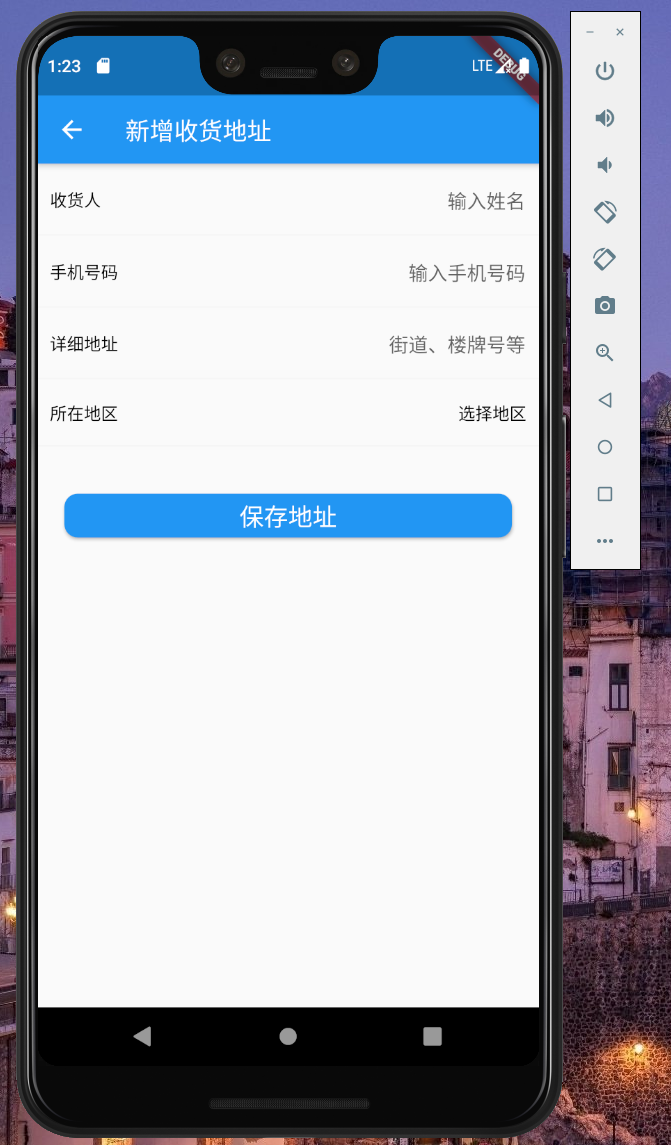 1:23
LTE
DEBUG
新增收货地址
收货人 输入姓名
手机号码 输入手机号码
详细地址 街道、楼牌号等
所在地区 选择地区
保存地址